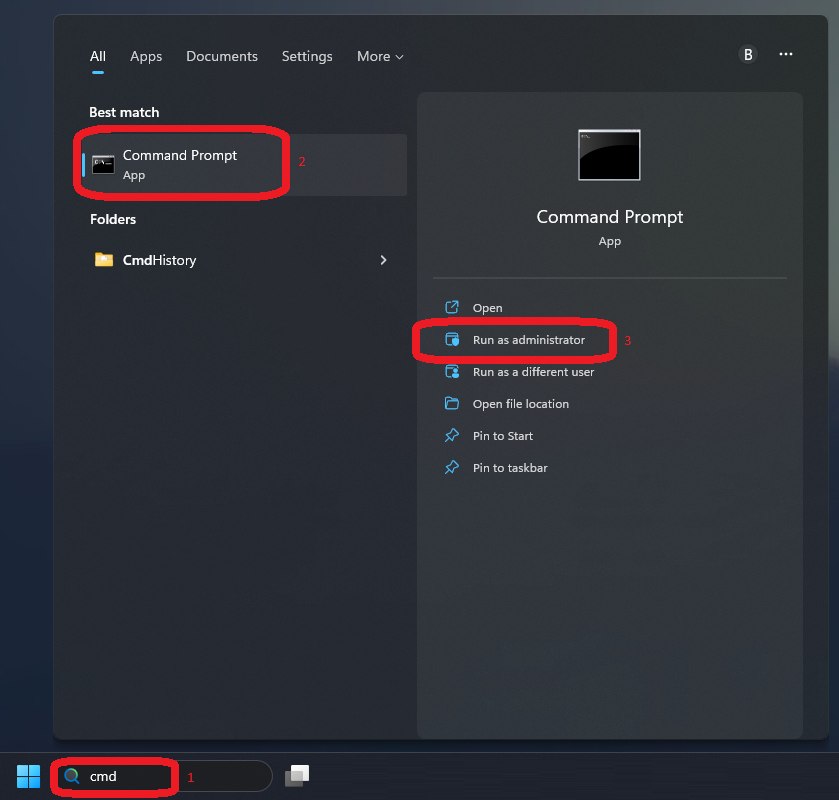 All Apps Documents Settings More B
Best match
Command Prompt 2
App
Folders
CmdHistory
Command Prompt
App
Open
Run as administrator 3
Run as a different user
Open file location
Pin to Start
Pin to taskbar
cmd 1